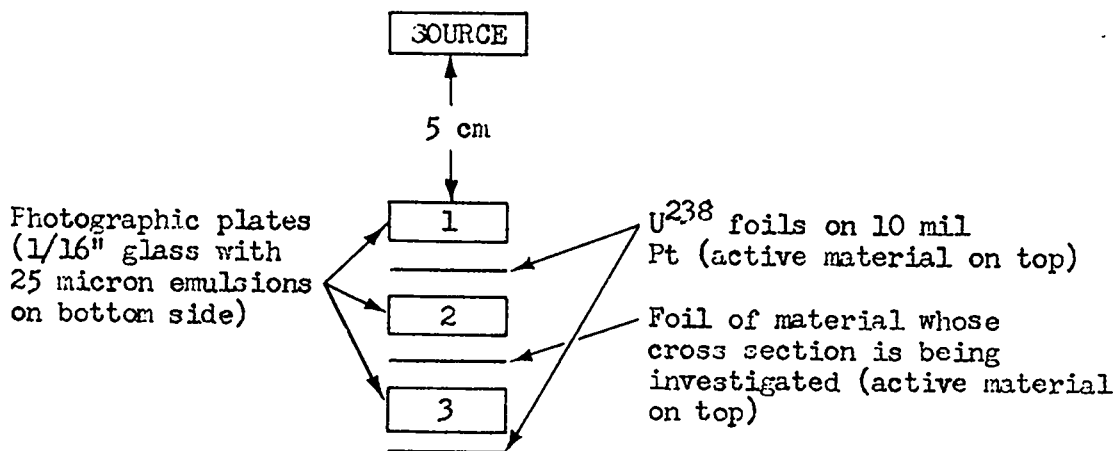 SOURCE
5 cm
1
Photographic plates
(1/16" glass with
25 micron emulsions
on bottom side)
2
3
U238 foils on 10 mil
Pt (active material on top)
Foil of material whose
cross section is being
investigated (active material
on top)